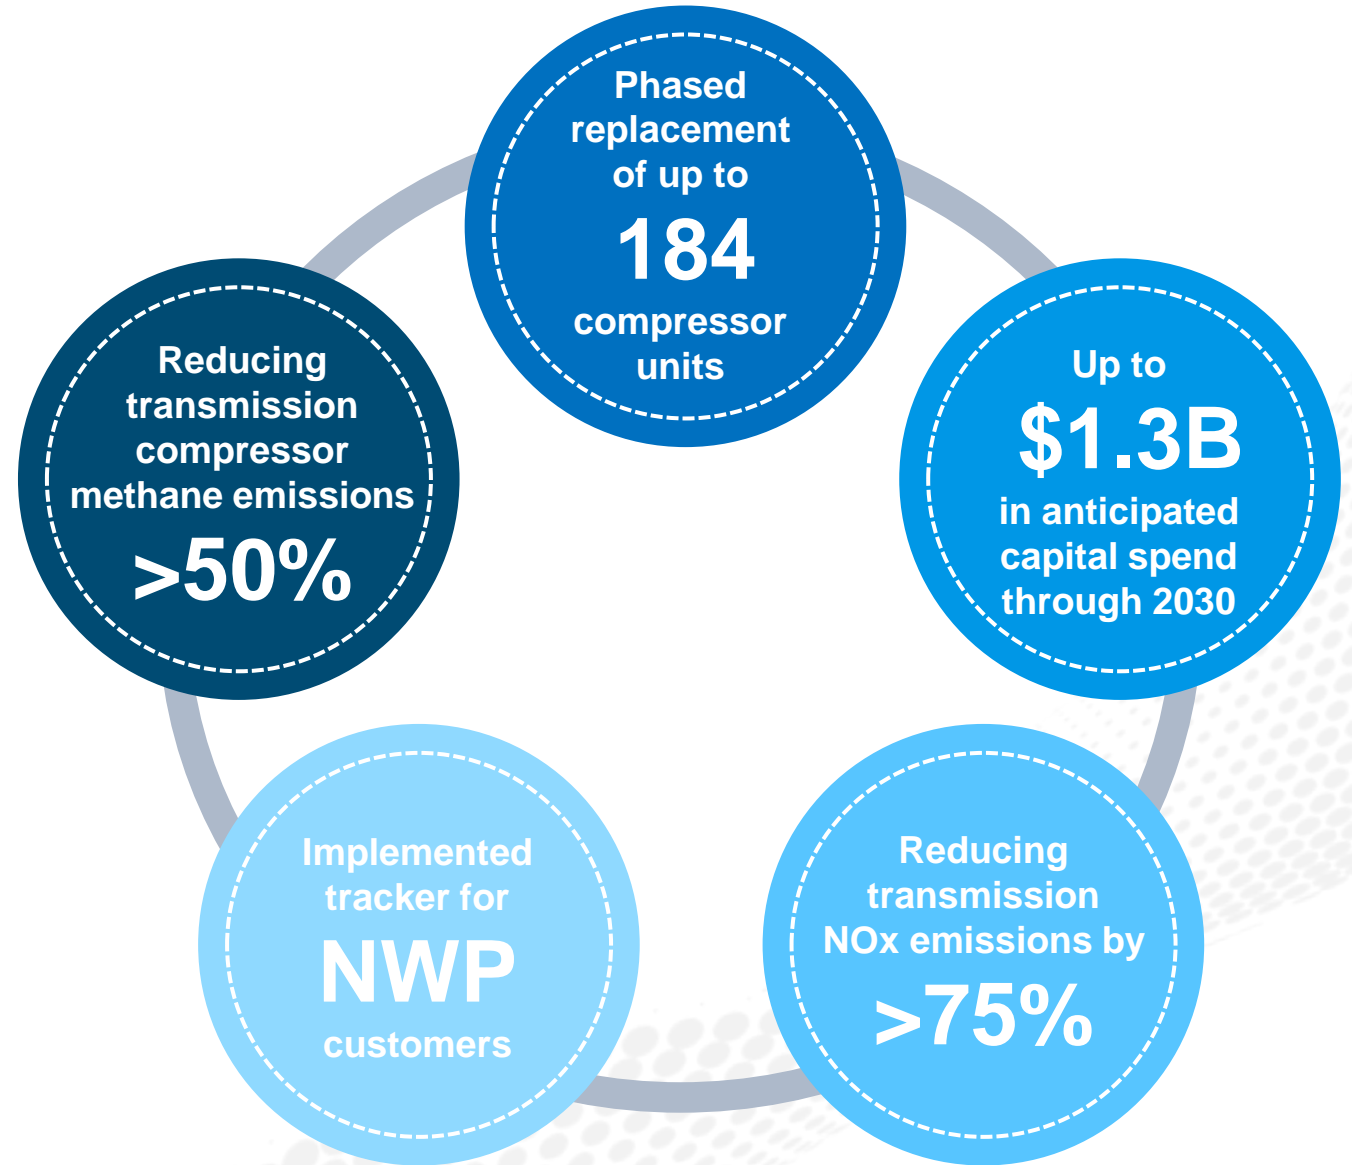 Phased
replacement
of up to
184
compressor
units
Up to
$1.3B
in anticipated
capital spend
through 2030
Reducing
transmission
NOx emissions by
>75%
Implemented
tracker for
NWP
customers
Reducing
transmission
compressor
methane emissions
>50%